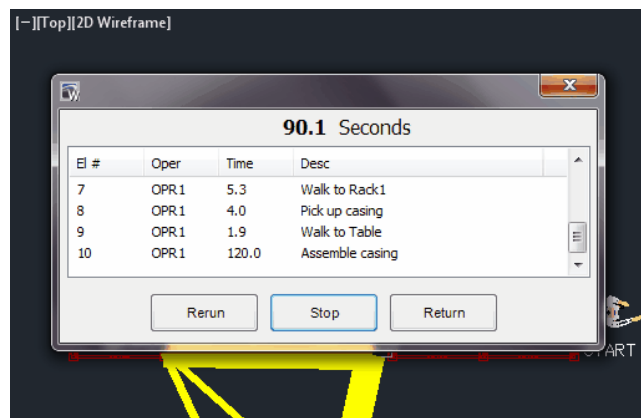 [−][Top][2D Wireframe]
90.1 Seconds
El # Oper Time Desc
7 OPR1 5.3 Walk to Rack1
8 OPR1 4.0 Pick up casing
9 OPR1 1.9 Walk to Table
10 OPR1 120.0 Assemble casing
Rerun Stop Return